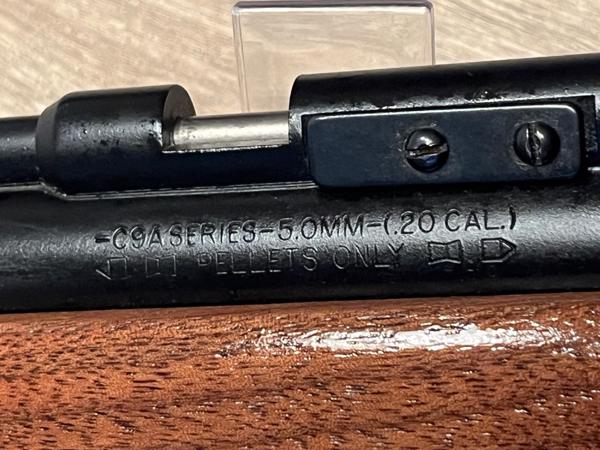 -C9A SERIES-5.0MM-(.20 CAL.)
PELLETS ONLY